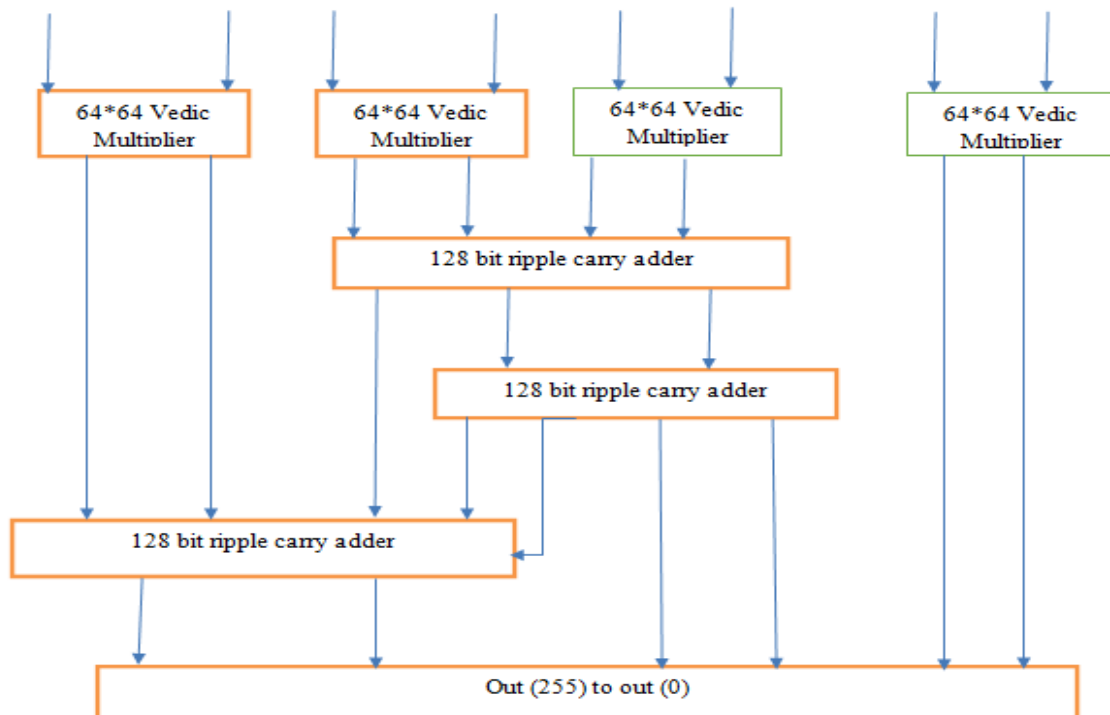 64*64 Vedic
Multiplier
64*64 Vedic
Multiplier
64*64 Vedic
Multiplier
64*64 Vedic
Multiplier
128 bit ripple carry adder
128 bit ripple carry adder
128 bit ripple carry adder
Out (255) to out (0)